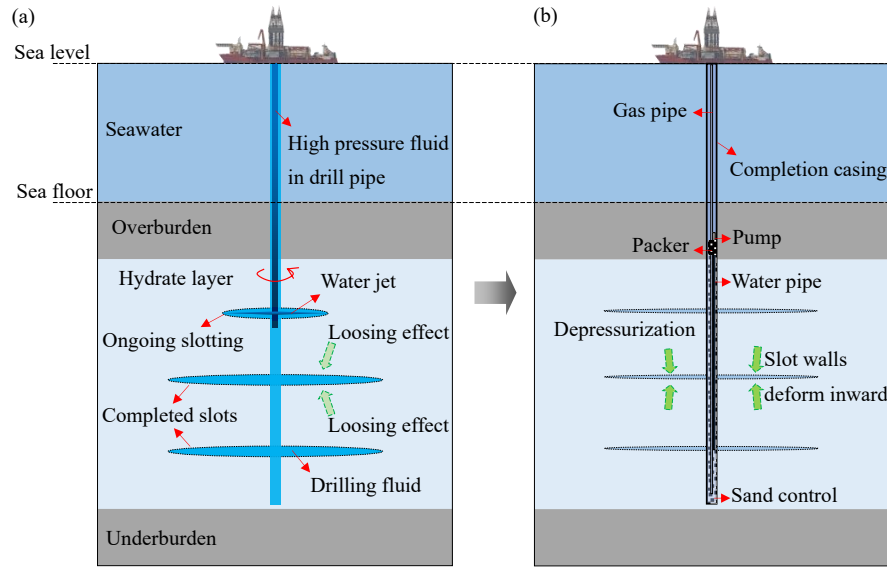 (a)
Sea level
Seawater
High pressure fluid
in drill pipe
Sea floor
Overburden
Hydrate layer
Water jet
Ongoing slotting
Loosing effect
Completed slots
Loosing effect
Drilling fluid
Underburden
(b)
Gas pipe
Completion casing
Pump
Packer
Water pipe
Depressurization
Slot walls
deform inward
Sand control